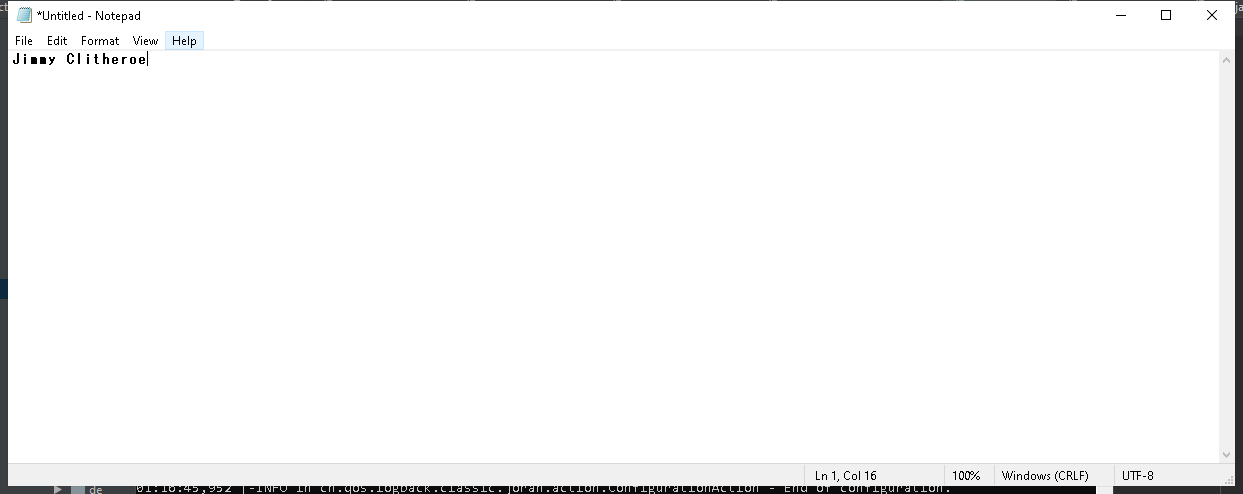 *Untitled - Notepad
File Edit Format View Help
Jimmy Clitheroe
Ln 1, Col 16 100% Windows (CRLF) UTF-8
de 01:16:45,952 |-INFO in ch.qos.logback.classic.joran.action.ConfigurationAction - End of configuration.